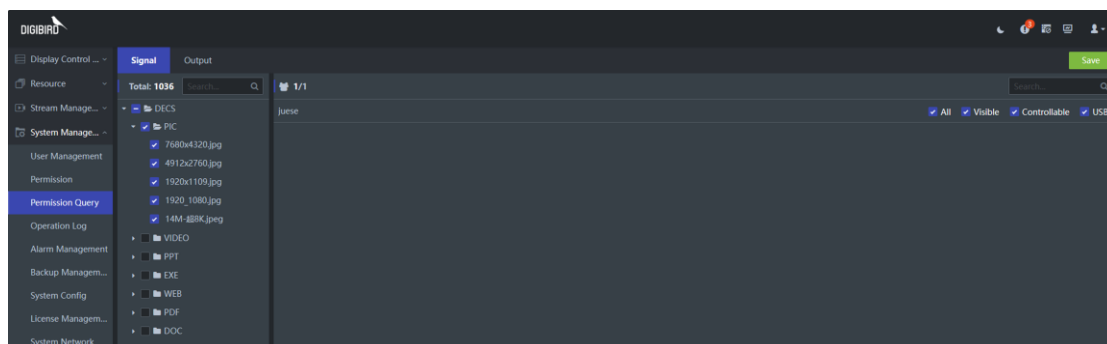 DIGIBIRD
3
Display Control ...
Signal
Output
Save
Resource
Total: 1036
Search...
1/1
Search...
Stream Manage...
DECS
juese
All
Visible
Controllable
USB
System Manage...
PIC
7680x4320.jpg
User Management
4912x2760.jpg
Permission
1920x1109.jpg
Permission Query
1920_1080.jpg
Operation Log
14M-超8K.jpeg
VIDEO
Alarm Management
PPT
Backup Managem...
EXE
System Config
WEB
License Managem...
PDF
DOC
System Network